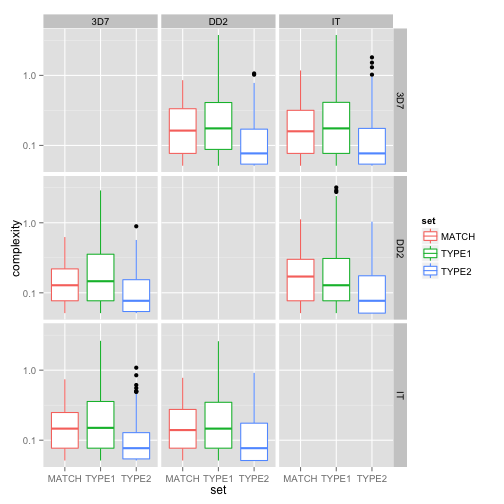 3D7 DD2 IT
1.0
0.1
3D7
1.0
0.1
DD2
1.0
0.1
IT
complexity
MATCH TYPE1 TYPE2 MATCH TYPE1 TYPE2 MATCH TYPE1 TYPE2
set
set
MATCH
TYPE1
TYPE2